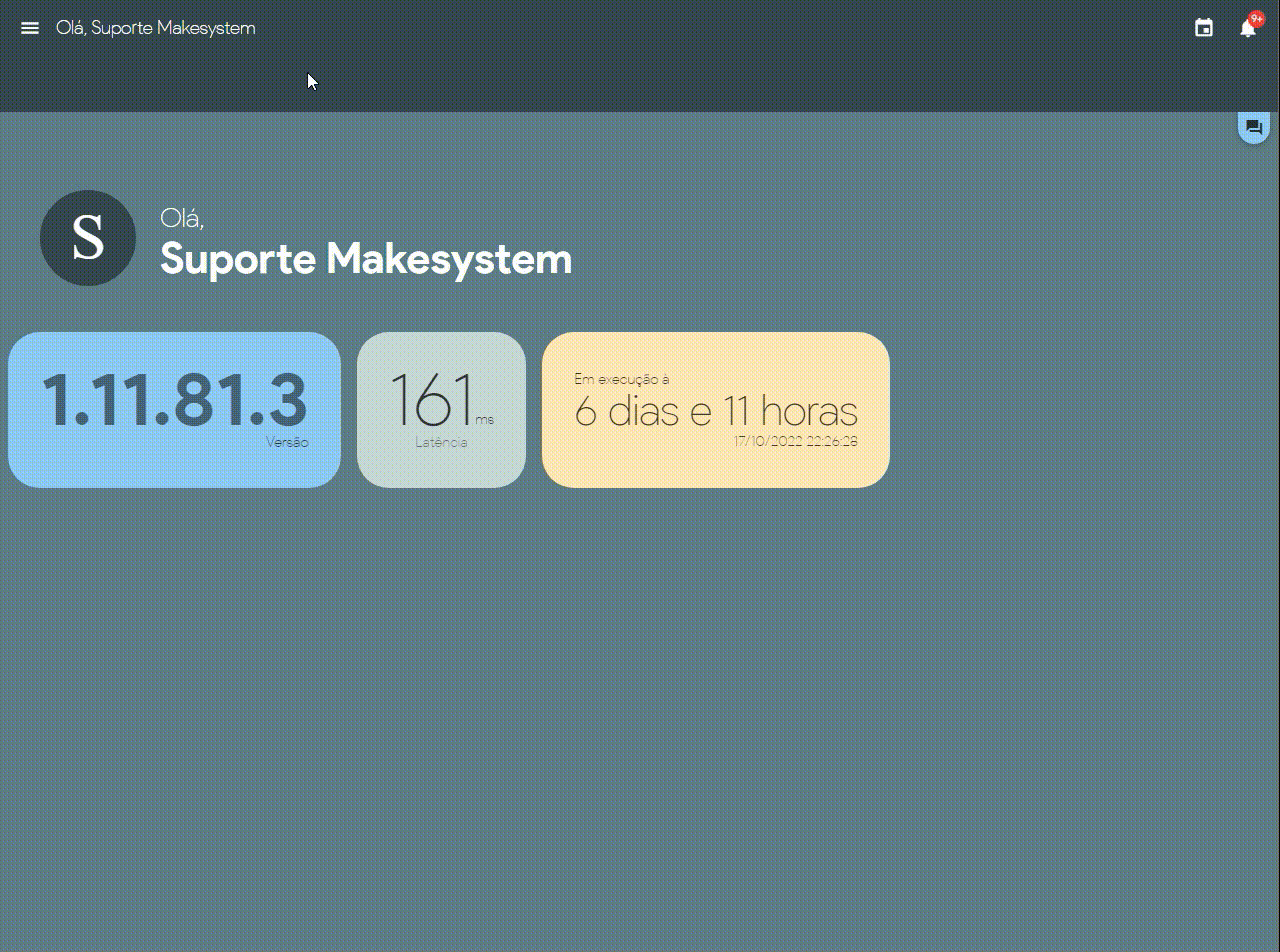 Olá, Suporte Makesystem
9+
S
Olá,
Suporte Makesystem
1.11.81.3
Versão
161 ms
Latência
Em execução à
6 dias e 11 horas
17/10/2022 22:26:28